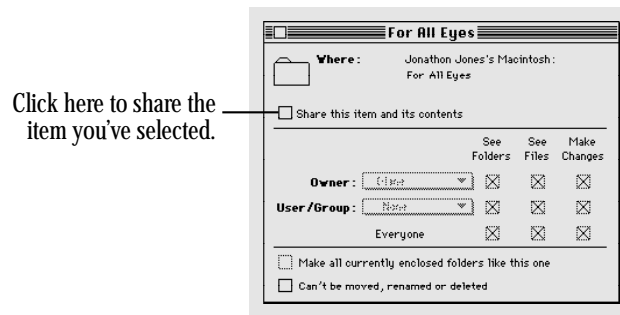 For All Eyes
Where: Jonathon Jones's Macintosh:
For All Eyes
Click here to share the
item you've selected.
Share this item and its contents
See See Make
Folders Files Changes
Owner:
User/Group: None
Everyone
Make all currently enclosed folders like this one
Can't be moved, renamed or deleted